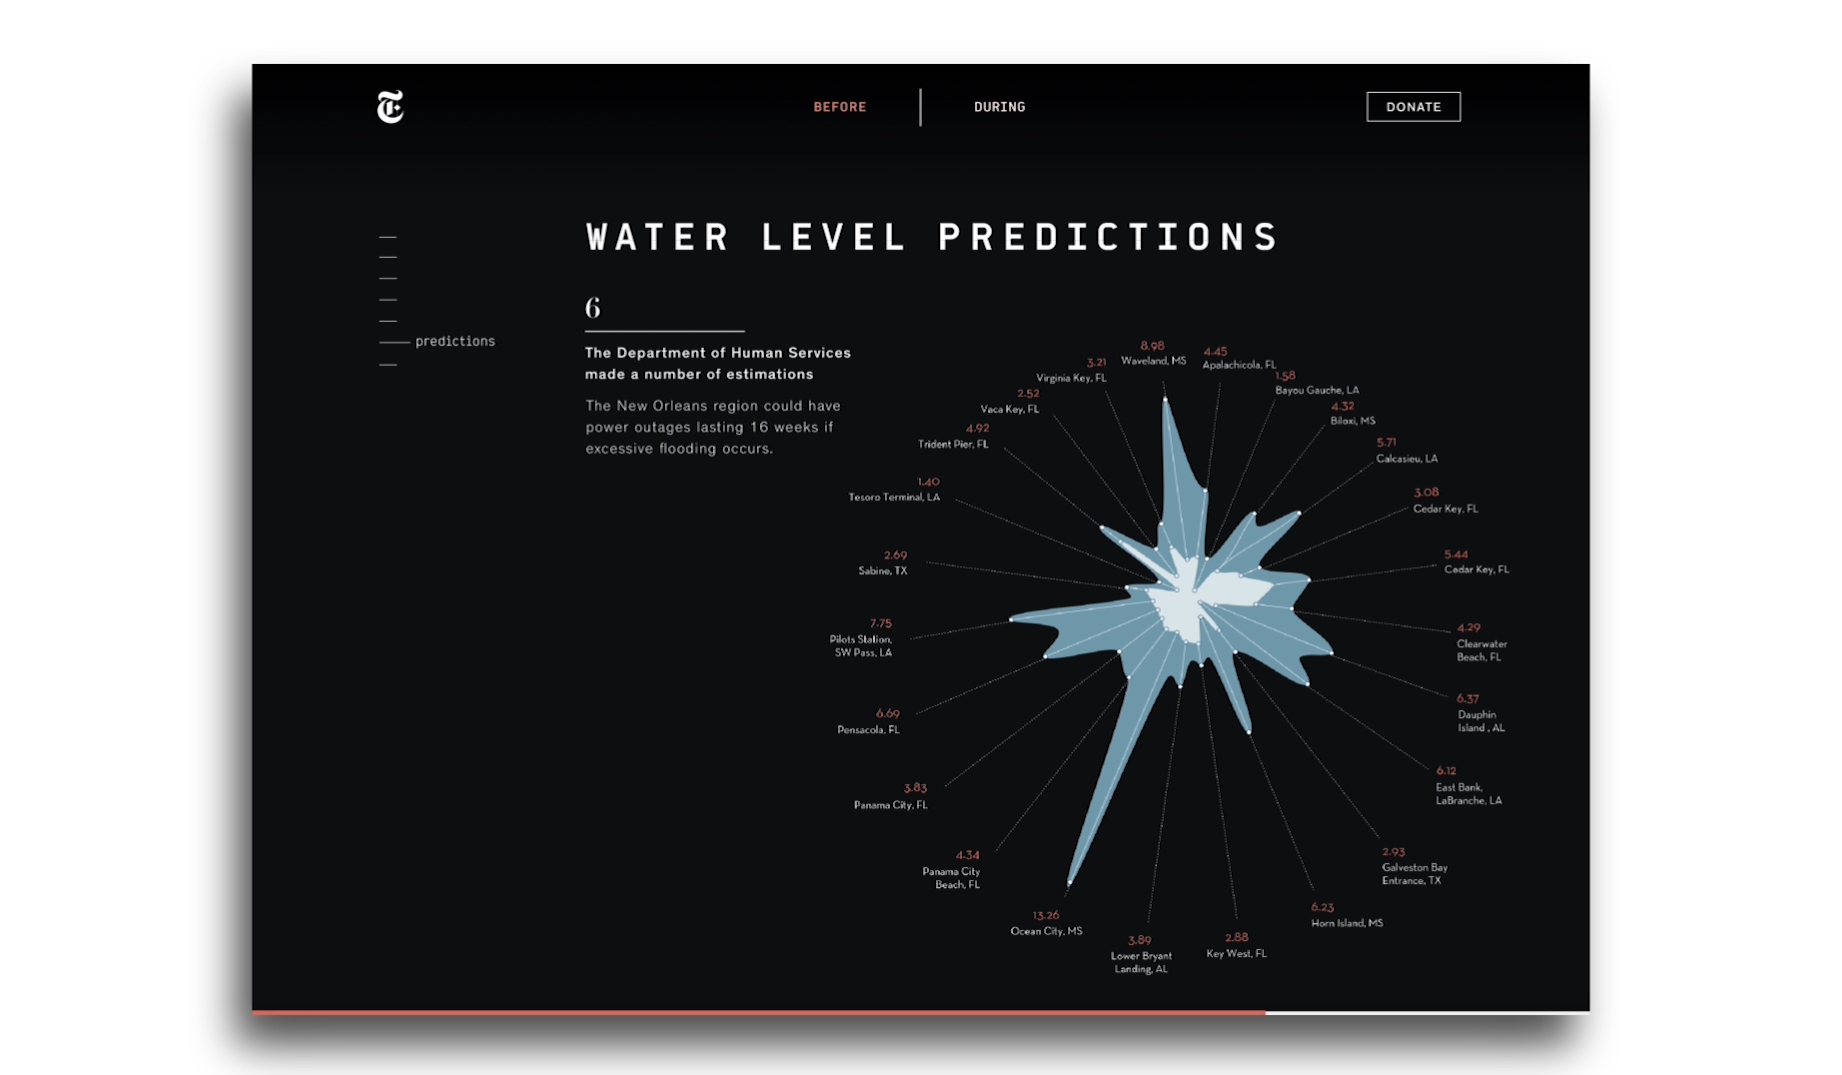 BEFORE
DURING
DONATE
WATER LEVEL PREDICTIONS
predictions
6
The Department of Human Services
made a number of estimations
The New Orleans region could have
power outages lasting 16 weeks if
excessive flooding occurs.
8.98
Waveland, MS
4.45
Apalachicola, FL
1.58
Bayou Gauche, LA
4.32
Biloxi, MS
5.71
Calcasieu, LA
3.08
Cedar Key, FL
5.44
Cedar Key, FL
4.29
Clearwater
Beach, FL
6.37
Dauphin
Island , AL
6.12
East Bank,
LaBranche, LA
2.93
Galveston Bay
Entrance, TX
6.23
Horn Island, MS
2.88
Key West, FL
3.89
Lower Bryant
Landing, AL
13.26
Ocean City, MS
4.34
Panama City
Beach, FL
3.83
Panama City, FL
6.69
Pensacola, FL
7.75
Pilots Station,
SW Pass, LA
2.69
Sabine, TX
1.40
Tesoro Terminal, LA
4.92
Trident Pier, FL
2.52
Vaca Key, FL
3.21
Virginia Key, FL